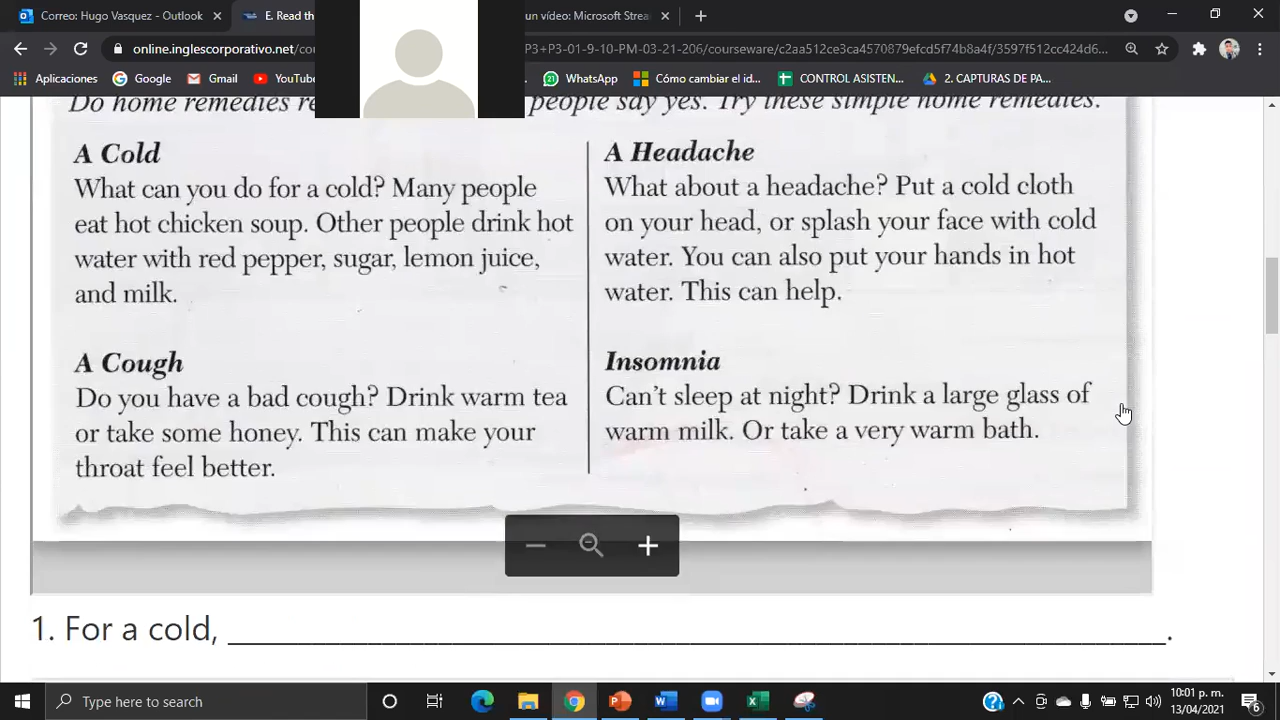 Correo: Hugo Vasquez - Outlook
E. Read th
un vídeo: Microsoft Strea
online.inglescorporativo.net/co
P3+P3-01-9-10-PM-03-21-206/courseware/c2aa512ce3ca4570879efcd5f74b8a4f/3597f512cc424d6...
Aplicaciones
Google
Gmail
YouTub
WhatsApp
Cómo cambiar el id...
CONTROL ASISTEN...
2. CAPTURAS DE PA...
Do home remedies re
people say yes. Try these simple home remedies.
A Cold
What can you do for a cold? Many people
eat hot chicken soup. Other people drink hot
water with red pepper, sugar, lemon juice,
and milk.
A Cough
Do you have a bad cough? Drink warm tea
or take some honey. This can make your
throat feel better.
A Headache
What about a headache? Put a cold cloth
on your head, or splash your face with cold
water. You can also put your hands in hot
water. This can help.
Insomnia
Can't sleep at night? Drink a large glass of
warm milk. Or take a very warm bath.
1. For a cold, ______________________________________________.
Type here to search
10:01 p. m.
13/04/2021
6